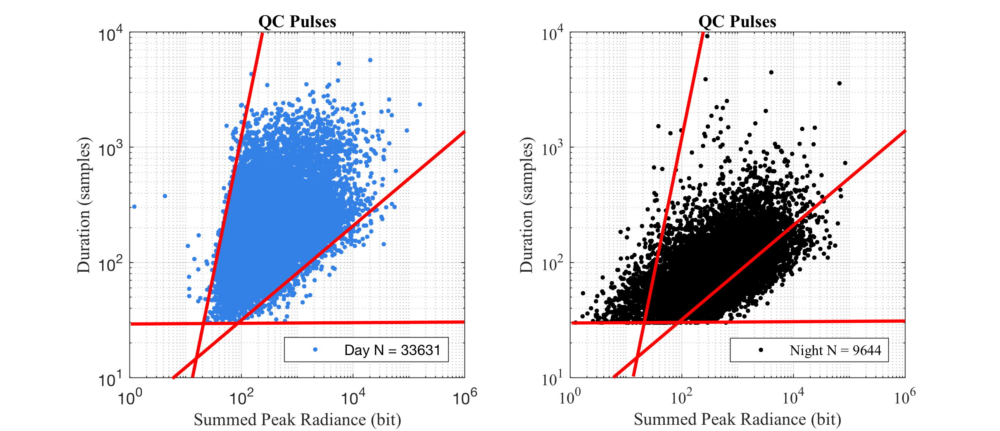 QC Pulses
10^4
10^3
10^2
10^1
Duration (samples)
Day N = 33631
10^0 10^2 10^4 10^6
Summed Peak Radiance (bit)
QC Pulses
10^4
10^3
10^2
10^1
Duration (samples)
Night N = 9644
10^0 10^2 10^4 10^6
Summed Peak Radiance (bit)